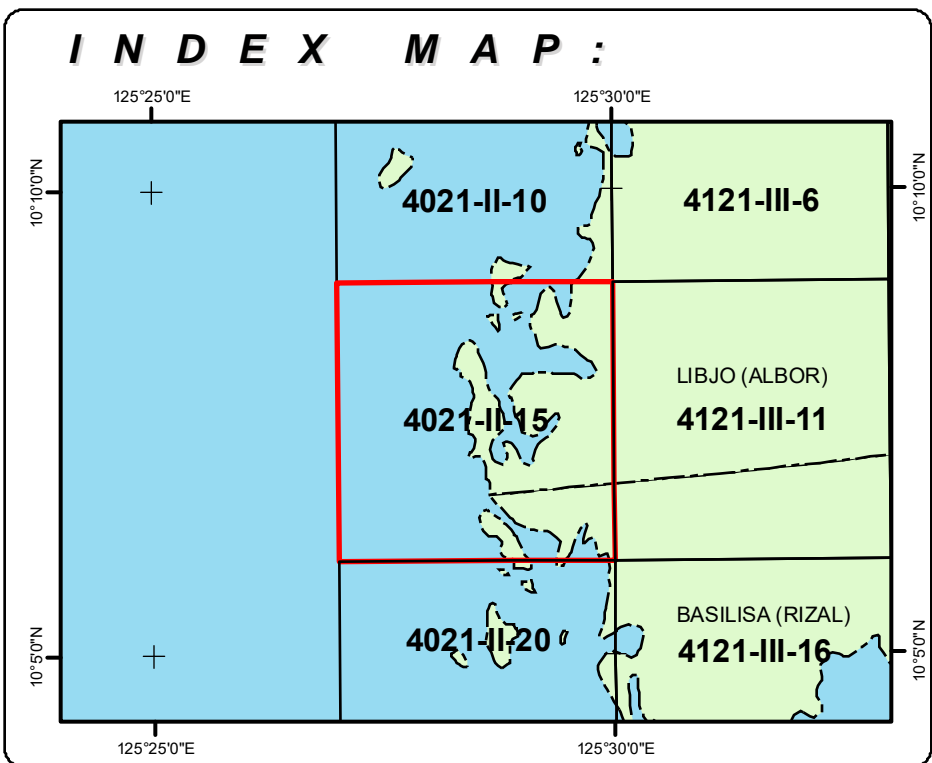 INDEX MAP:
125°25'0"E 125°30'0"E
10°10'0"N 10°10'0"N
4021-II-10 4121-III-6
LIBJO (ALBOR)
4021-II-15 4121-III-11
BASILISA (RIZAL)
4021-II-20 4121-III-16
10°5'0"N 10°5'0"N
125°25'0"E 125°30'0"E